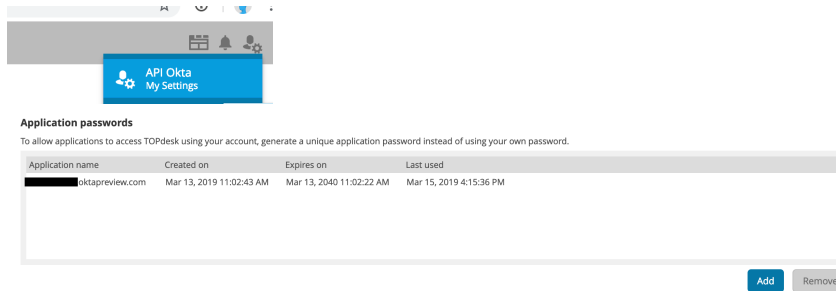 API Okta
My Settings
Application passwords
To allow applications to access TOPdesk using your account, generate a unique application password instead of using your own password.
Application name Created on Expires on Last used
oktapreview.com Mar 13, 2019 11:02:43 AM Mar 13, 2040 11:02:22 AM Mar 15, 2019 4:15:36 PM
Add Remove